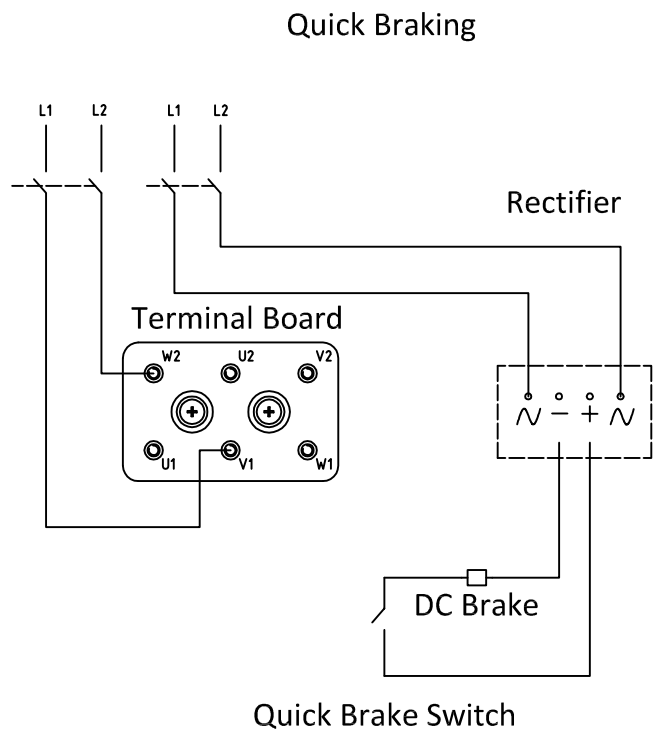 Quick Braking
L1 L2 L1 L2
Rectifier
Terminal Board
W2 U2 V2
U1 V1 W1
− +
DC Brake
Quick Brake Switch